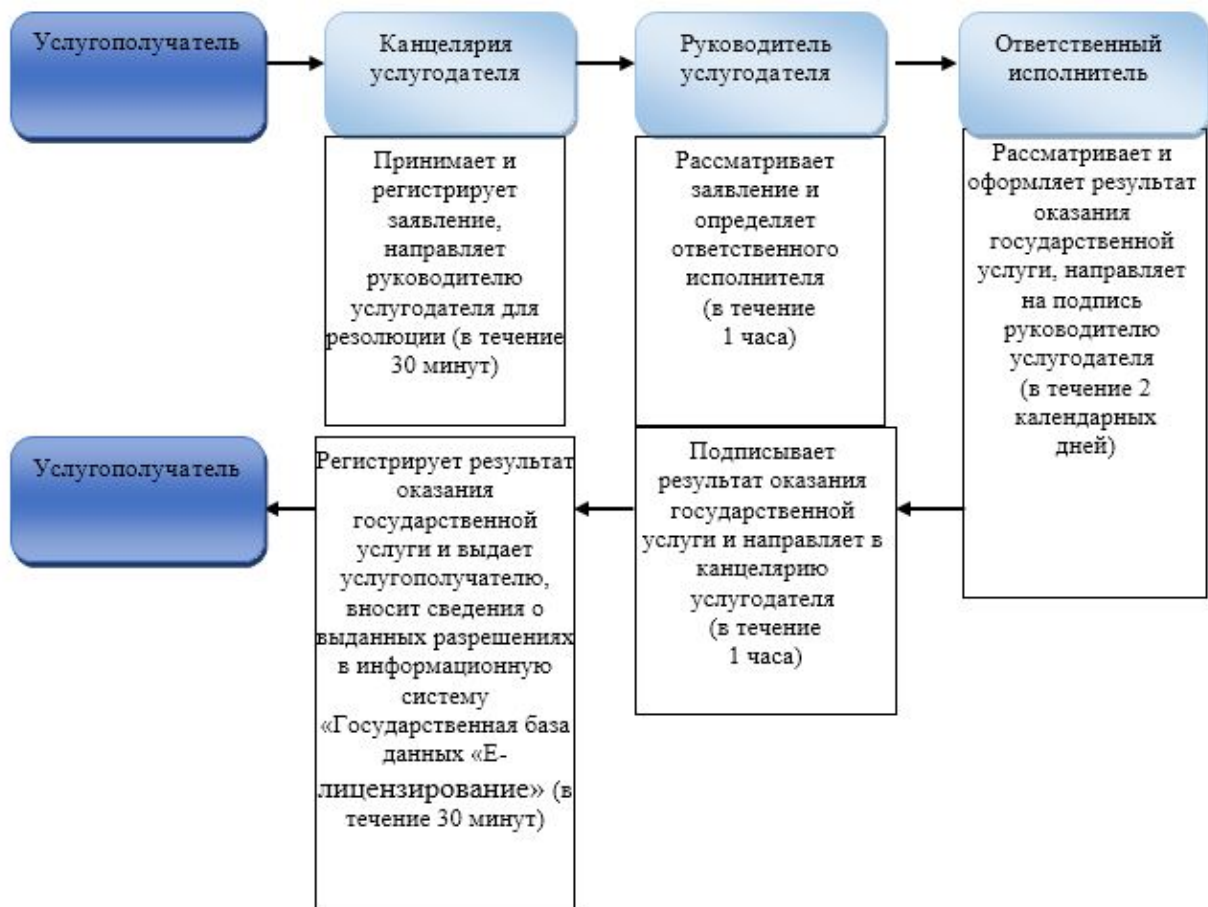 Услугополучатель
Канцелярия
услугодателя
Руководитель
услугодателя
Ответственный
исполнитель
Принимает и
регистрирует
заявление,
направляет
руководителю
услугодателя для
резолюции (в течение
30 минут)
Рассматривает
заявление и
определяет
ответственного
исполнителя
(в течение
1 часа)
Рассматривает и
оформляет результат
оказания
государственной
услуги, направляет
на подпись
руководителю
услугодателя
(в течение 2
календарных
дней)
Услугополучатель
Регистрирует результат
оказания
государственной
услуги и выдает
услугополучателю,
вносит сведения о
выданных разрешениях
в информационную
систему
«Государственная база
данных «Е-
лицензирование» (в
течение 30 минут)
Подписывает
результат оказания
государственной
услуги и направляет в
канцелярию
услугодателя
(в течение
1 часа)